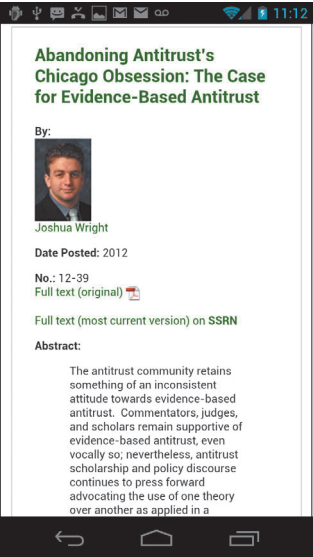 11:12
Abandoning Antitrust's
Chicago Obsession: The Case
for Evidence-Based Antitrust
By:
Joshua Wright
Date Posted: 2012
No.: 12-39
Full text (original)
Full text (most current version) on SSRN
Abstract:
The antitrust community retains
something of an inconsistent
attitude towards evidence-based
antitrust.  Commentators, judges,
and scholars remain supportive of
evidence-based antitrust, even
vocally so; nevertheless, antitrust
scholarship and policy discourse
continues to press forward
advocating the use of one theory
over another as applied in a